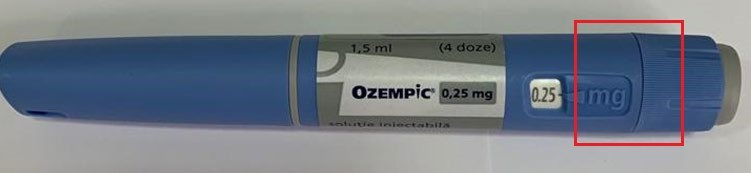 1,5 ml (4 doze)
OZEMPIC® 0,25 mg
0.25 mg
soluție injectabilă